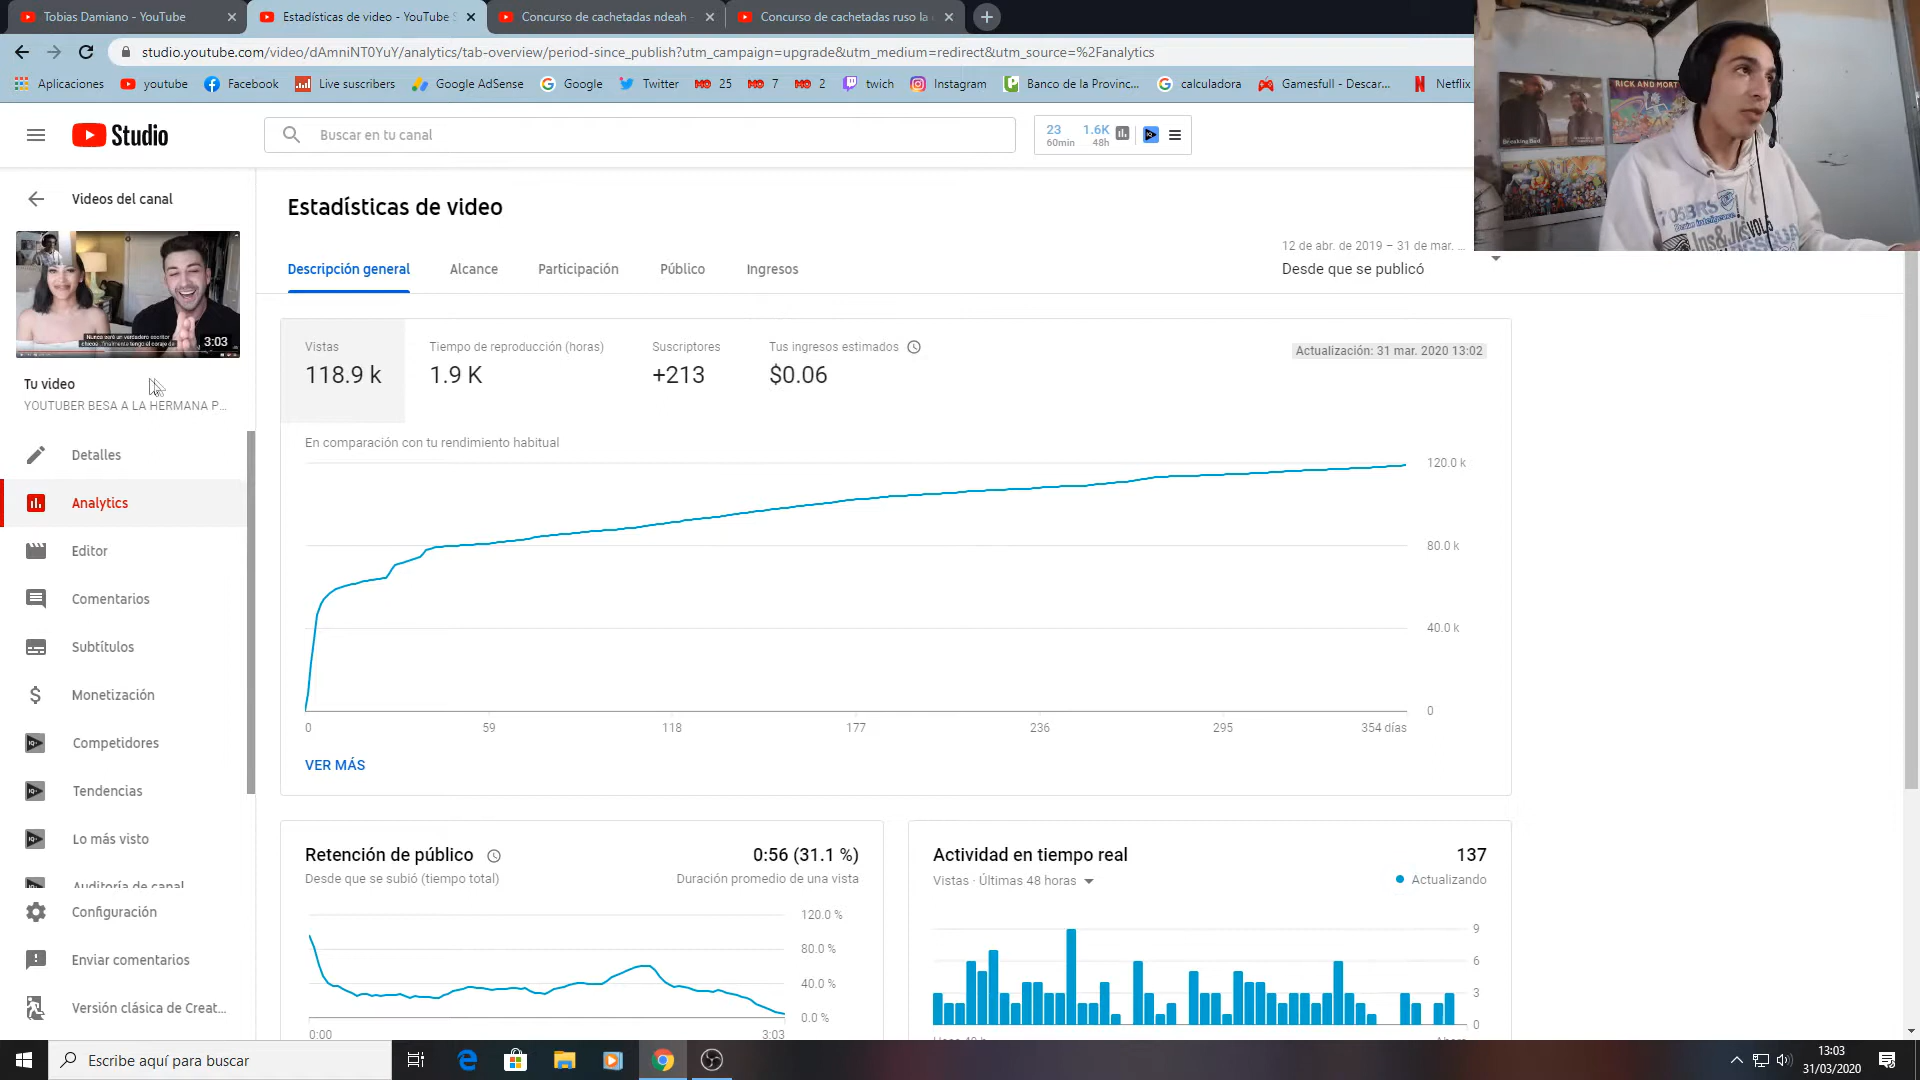 Tobias Damiano - YouTube
Estadísticas de video - YouTube S
Concurso de cachetadas ndeah -
Concurso de cachetadas ruso la
studio.youtube.com/video/dAmniNT0YuY/analytics/tab-overview/period-since_publish?utm_campaign=upgrade&utm_medium=redirect&utm_source=%2Fanalytics
Aplicaciones
youtube
Facebook
Live suscribers
Google AdSense
Google
Twitter
25
7
2
twich
Instagram
Banco de la Provinc...
calculadora
Gamesfull - Descar...
Netflix
Studio
Buscar en tu canal
23 1.6K
60min 48h
Videos del canal
3:03
Tu video
YOUTUBER BESA A LA HERMANA P...
Detalles
Analytics
Editor
Comentarios
Subtítulos
Monetización
Competidores
Tendencias
Lo más visto
Auditoría de canal
Configuración
Enviar comentarios
Versión clásica de Creat...
Estadísticas de video
Descripción general
Alcance
Participación
Público
Ingresos
12 de abr. de 2019 – 31 de mar. ...
Desde que se publicó
Vistas
118.9 k
Tiempo de reproducción (horas)
1.9 K
Suscriptores
+213
Tus ingresos estimados
$0.06
Actualización: 31 mar. 2020 13:02
En comparación con tu rendimiento habitual
120.0 k
80.0 k
40.0 k
0
0 59 118 177 236 295 354 días
VER MÁS
Retención de público
0:56 (31.1 %)
Desde que se subió (tiempo total)
Duración promedio de una vista
120.0 %
80.0 %
40.0 %
0.0 %
0:00 3:03
Actividad en tiempo real
137
Vistas · Últimas 48 horas
Actualizando
9
6
3
0
RICK AND MORT
Breaking Bad
Escribe aquí para buscar
13:03
31/03/2020